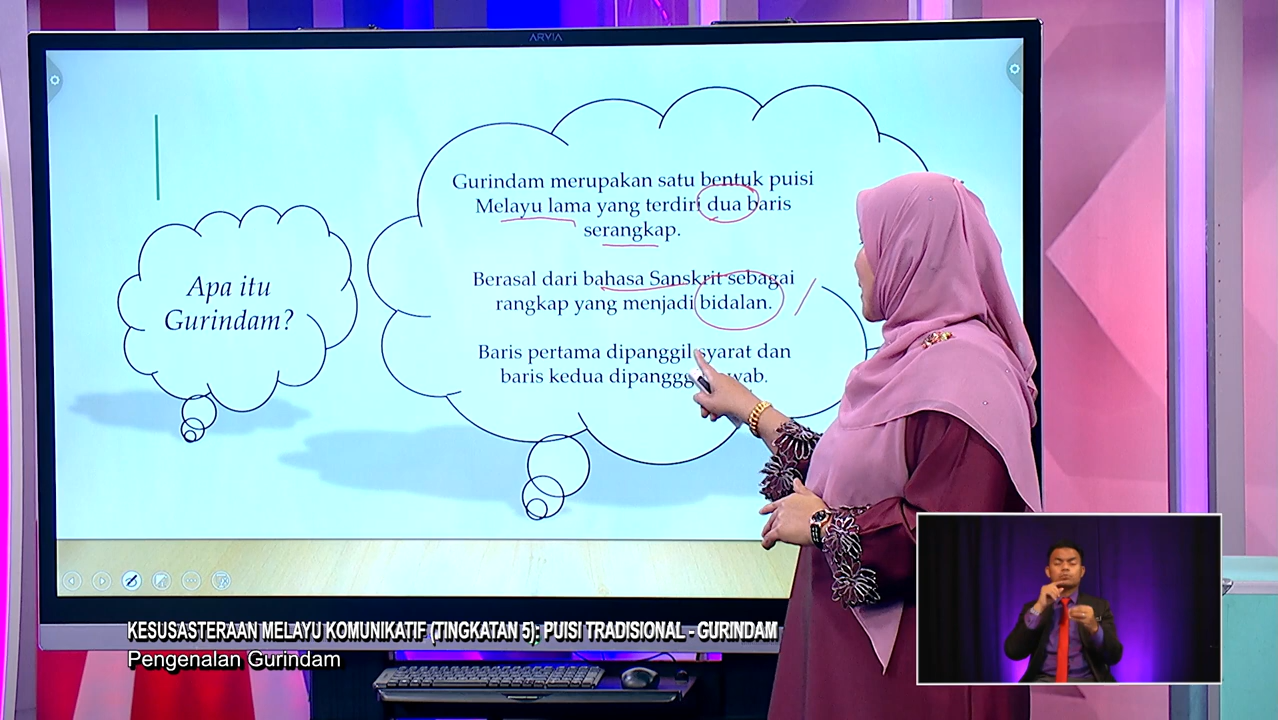 ARVIA
Apa itu
Gurindam?
Gurindam merupakan satu bentuk puisi
Melayu lama yang terdiri dua baris
serangkap.
Berasal dari bahasa Sanskrit sebagai
rangkap yang menjadi bidalan.
Baris pertama dipanggil syarat dan
baris kedua
KESUSASTERAAN MELAYU KOMUNIKATIF (TINGKATAN 5): PUISI TRADISIONAL - GURINDAM
Pengenalan Gurindam